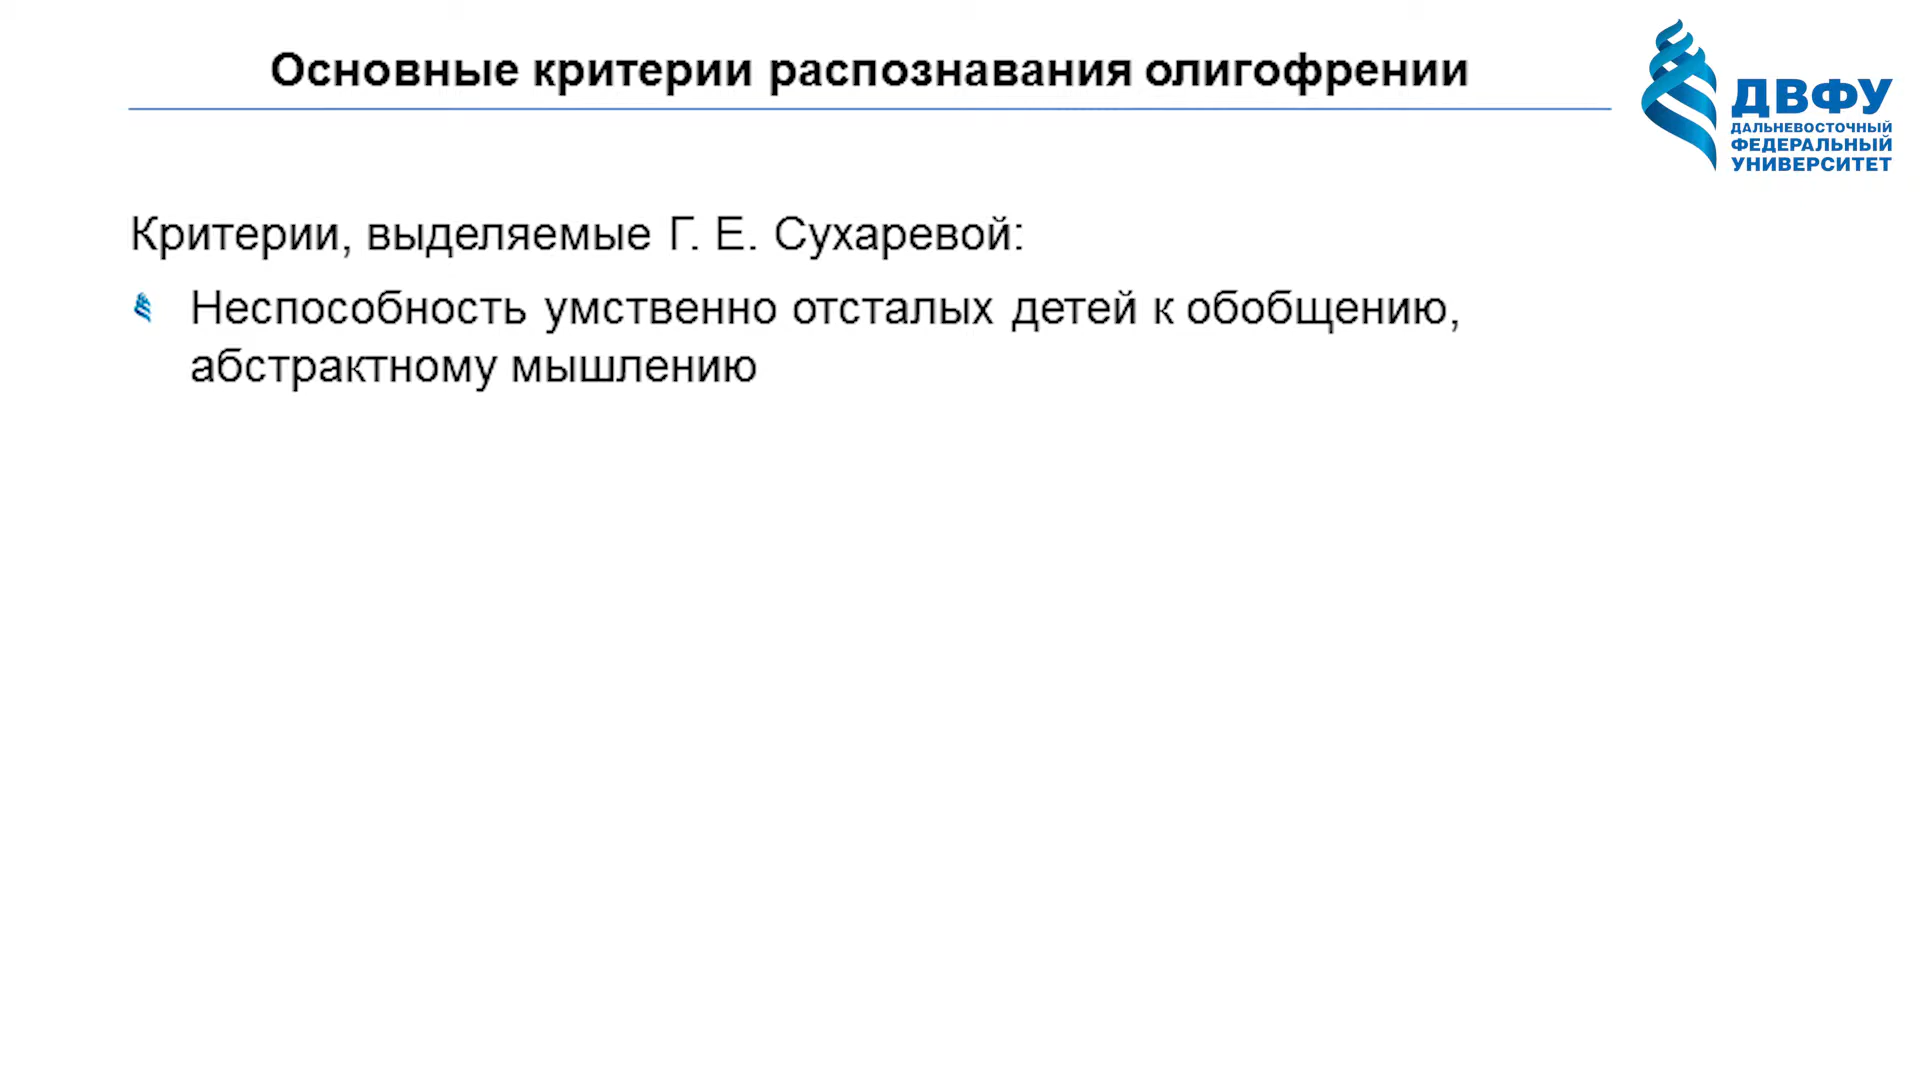 Основные критерии распознавания олигофрении
ДВФУ
ДАЛЬНЕВОСТОЧНЫЙ
ФЕДЕРАЛЬНЫЙ
УНИВЕРСИТЕТ
Критерии, выделяемые Г. Е. Сухаревой:
Неспособность умственно отсталых детей к обобщению,
абстрактному мышлению